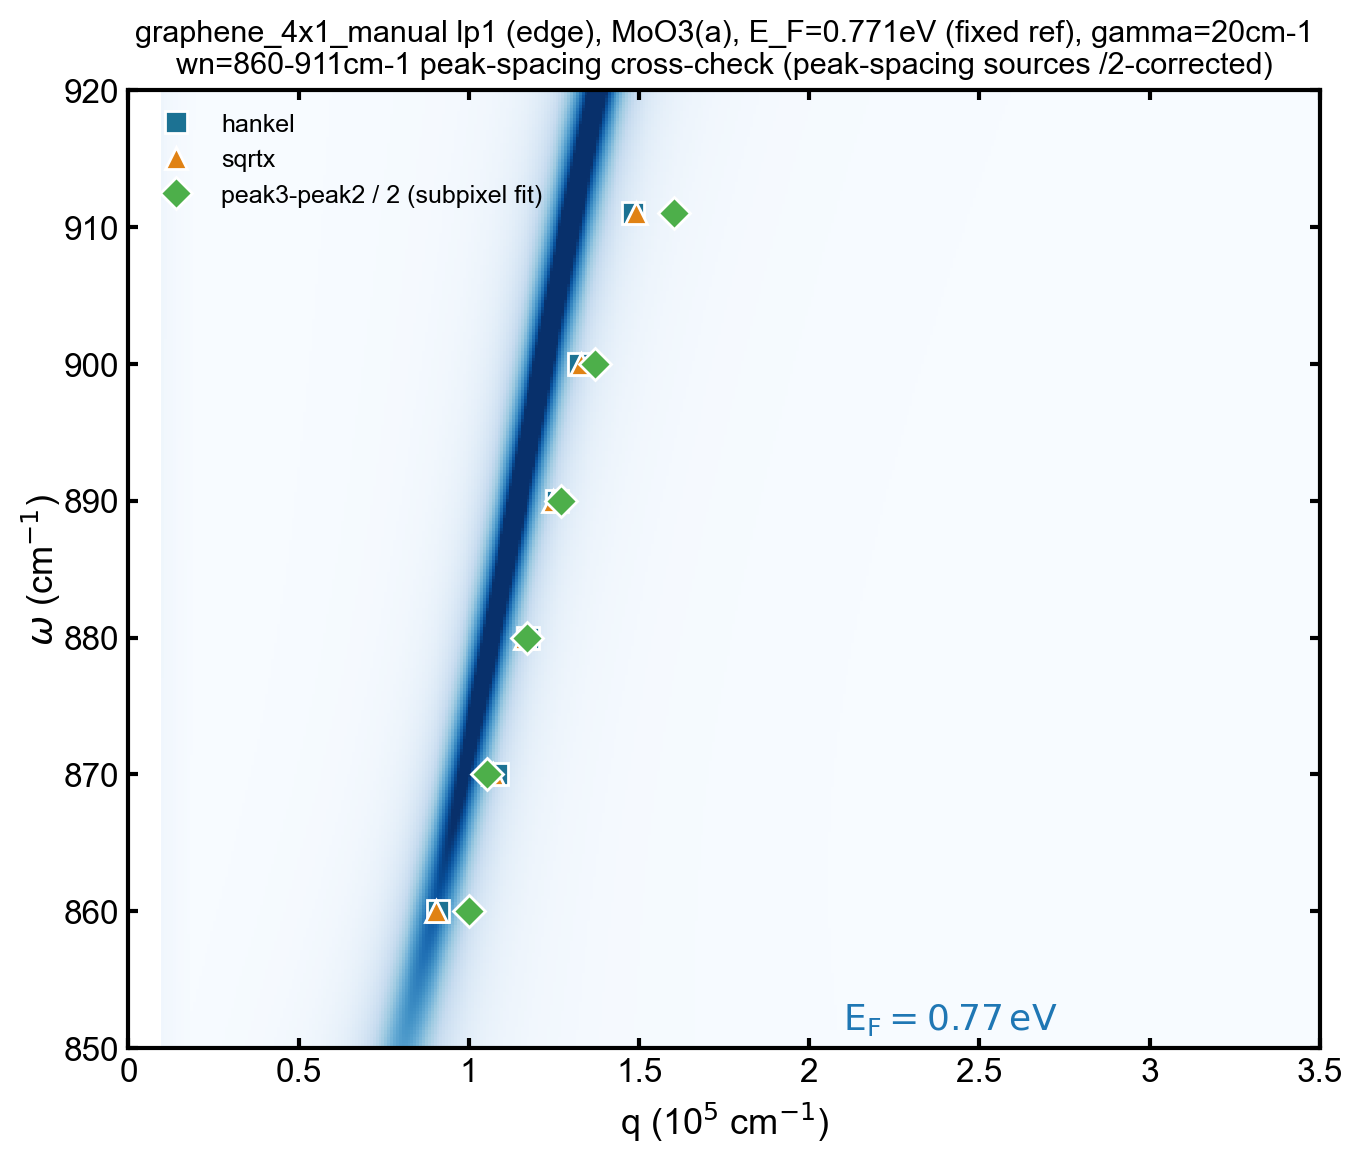 graphene_4x1_manual lp1 (edge), MoO3(a), E_F=0.771eV (fixed ref), gamma=20cm-1
wn=860-911cm-1 peak-spacing cross-check (peak-spacing sources /2-corrected)
920
910
900
890
880
870
860
850
ω (cm⁻¹)
hankel
sqrtx
peak3-peak2 / 2 (subpixel fit)
E_F = 0.77 eV
0
0.5
1
1.5
2
2.5
3
3.5
q (10⁵ cm⁻¹)